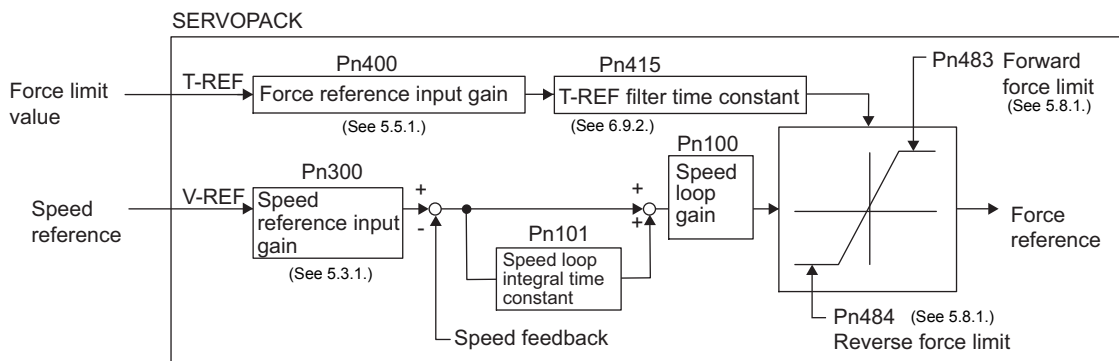 SERVOPACK
Force limit
value
T-REF
Pn400
Force reference input gain
(See 5.5.1.)
Pn415
T-REF filter time constant
(See 6.9.2.)
Pn483 Forward
force limit
(See 5.8.1.)
Speed
reference
V-REF
Pn300
Speed
reference input
gain
(See 5.3.1.)
+
-
Pn101
Speed loop
integral time
constant
+
+
Pn100
Speed
loop
gain
Force
reference
Speed feedback
Pn484 (See 5.8.1.)
Reverse force limit